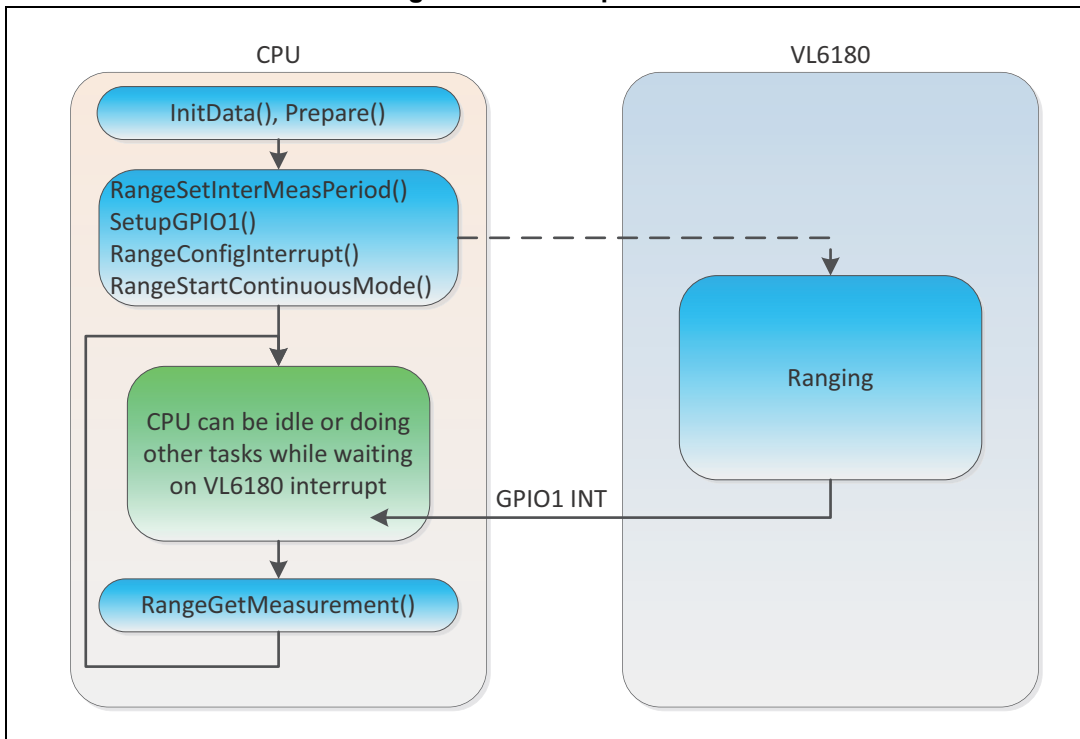 CPU
VL6180
InitData(), Prepare()
RangeSetInterMeasPeriod()
SetupGPIO1()
RangeConfigInterrupt()
RangeStartContinuousMode()
Ranging
CPU can be idle or doing
other tasks while waiting
on VL6180 interrupt
GPIO1 INT
RangeGetMeasurement()